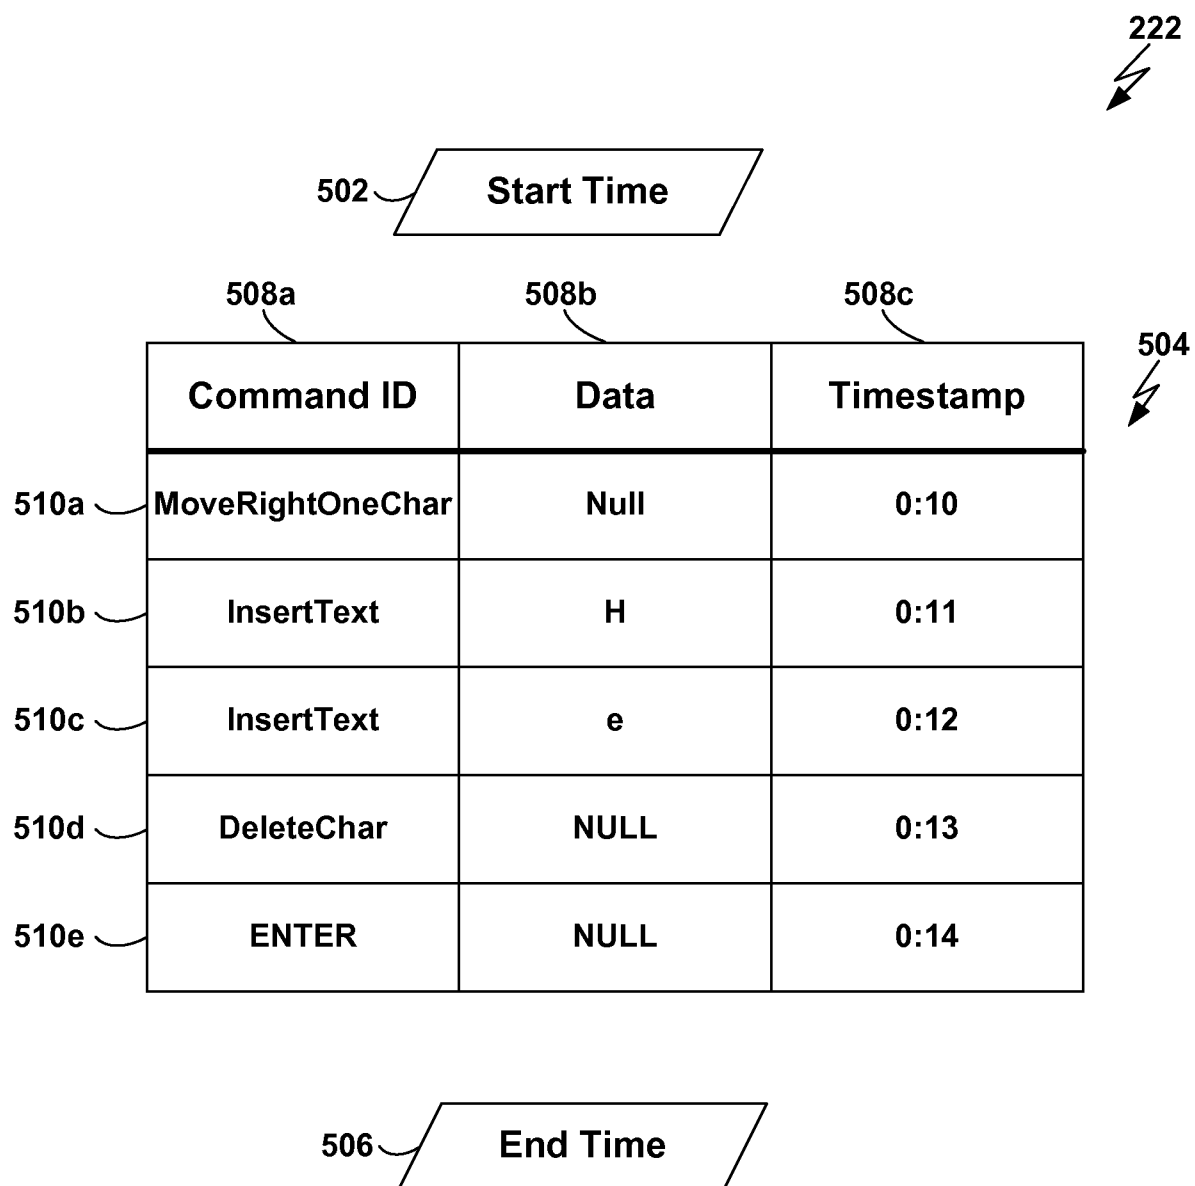 222
502 Start Time
508a 508b 508c
504
Command ID Data Timestamp
510a MoveRightOneChar Null 0:10
510b InsertText H 0:11
510c InsertText e 0:12
510d DeleteChar NULL 0:13
510e ENTER NULL 0:14
506 End Time